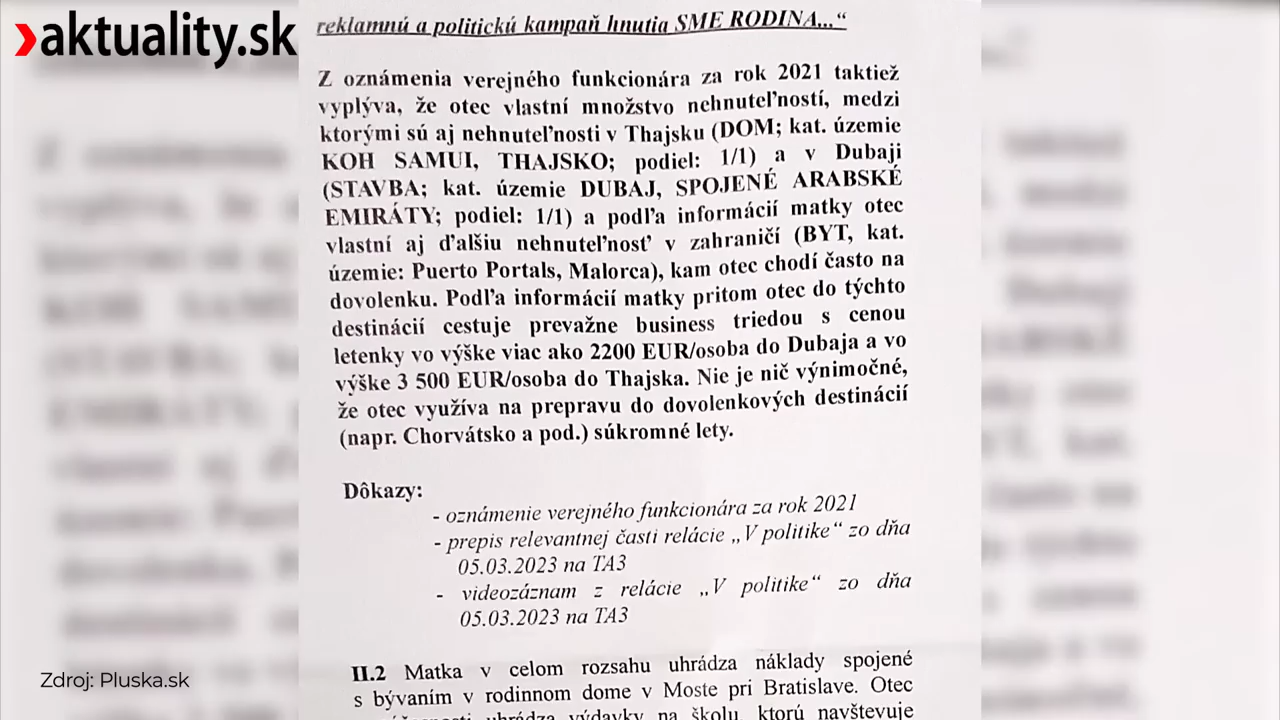 aktuality.sk
reklamnú a politickú kampaň hnutia SME RODINA...“
Z oznámenia verejného funkcionára za rok 2021 taktiež
vyplýva, že otec vlastní množstvo nehnuteľností, medzi
ktorými sú aj nehnuteľnosti v Thajsku (DOM; kat. územie
KOH SAMUI, THAJSKO; podiel: 1/1) a v Dubaji
(STAVBA; kat. územie DUBAJ, SPOJENÉ ARABSKÉ
EMIRÁTY; podiel: 1/1) a podľa informácií matky otec
vlastní aj ďalšiu nehnuteľnosť v zahraničí (BYT, kat.
územie: Puerto Portals, Malorca), kam otec chodí často na
dovolenku. Podľa informácií matky pritom otec do týchto
destinácií cestuje prevažne business triedou s cenou
letenky vo výške viac ako 2200 EUR/osoba do Dubaja a vo
výške 3 500 EUR/osoba do Thajska. Nie je nič výnimočné,
že otec využíva na prepravu do dovolenkových destinácií
(napr. Chorvátsko a pod.) súkromné lety.
Dôkazy:
- oznámenie verejného funkcionára za rok 2021
- prepis relevantnej časti relácie „V politike“ zo dňa
05.03.2023 na TA3
- videozáznam z relácie „V politike“ zo dňa
05.03.2023 na TA3
II.2 Matka v celom rozsahu uhrádza náklady spojené
s bývaním v rodinnom dome v Moste pri Bratislave. Otec
uhrádza výdavky na školu, ktorú navštevuje
Zdroj: Pluska.sk